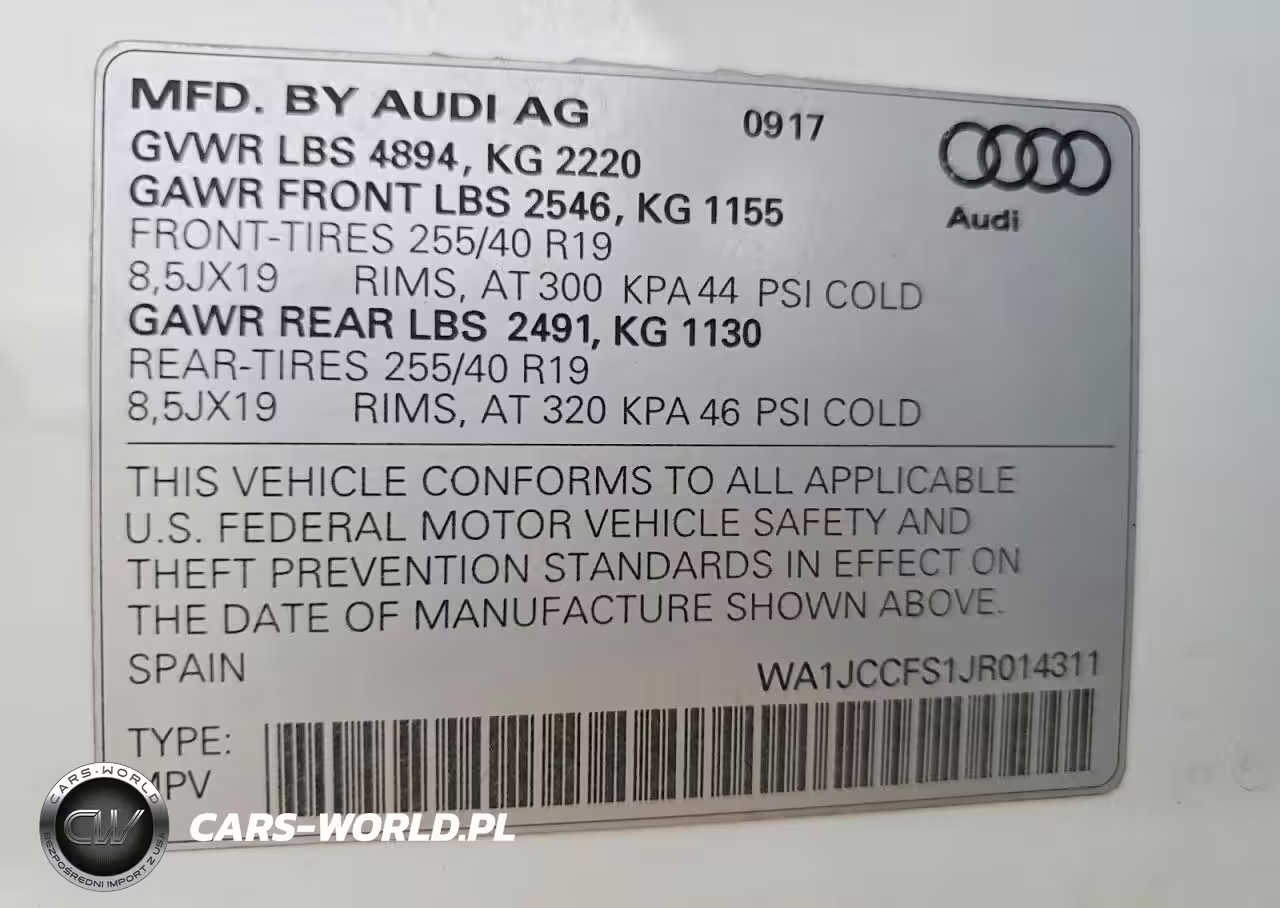 MFD. BY AUDI AG 0917
GVWR LBS 4894, KG 2220
GAWR FRONT LBS 2546, KG 1155
Audi
FRONT-TIRES 255/40 R19
8,5JX19 RIMS, AT 300 KPA 44 PSI COLD
GAWR REAR LBS 2491, KG 1130
REAR-TIRES 255/40 R19
8,5JX19 RIMS, AT 320 KPA 46 PSI COLD
THIS VEHICLE CONFORMS TO ALL APPLICABLE
U.S. FEDERAL MOTOR VEHICLE SAFETY AND
THEFT PREVENTION STANDARDS IN EFFECT ON
THE DATE OF MANUFACTURE SHOWN ABOVE.
SPAIN WA1JCCFS1JR014311
TYPE:
MPV
CARS-WORLD
CW
BEZPOŚREDNI IMPORT Z USA
CARS-WORLD.PL